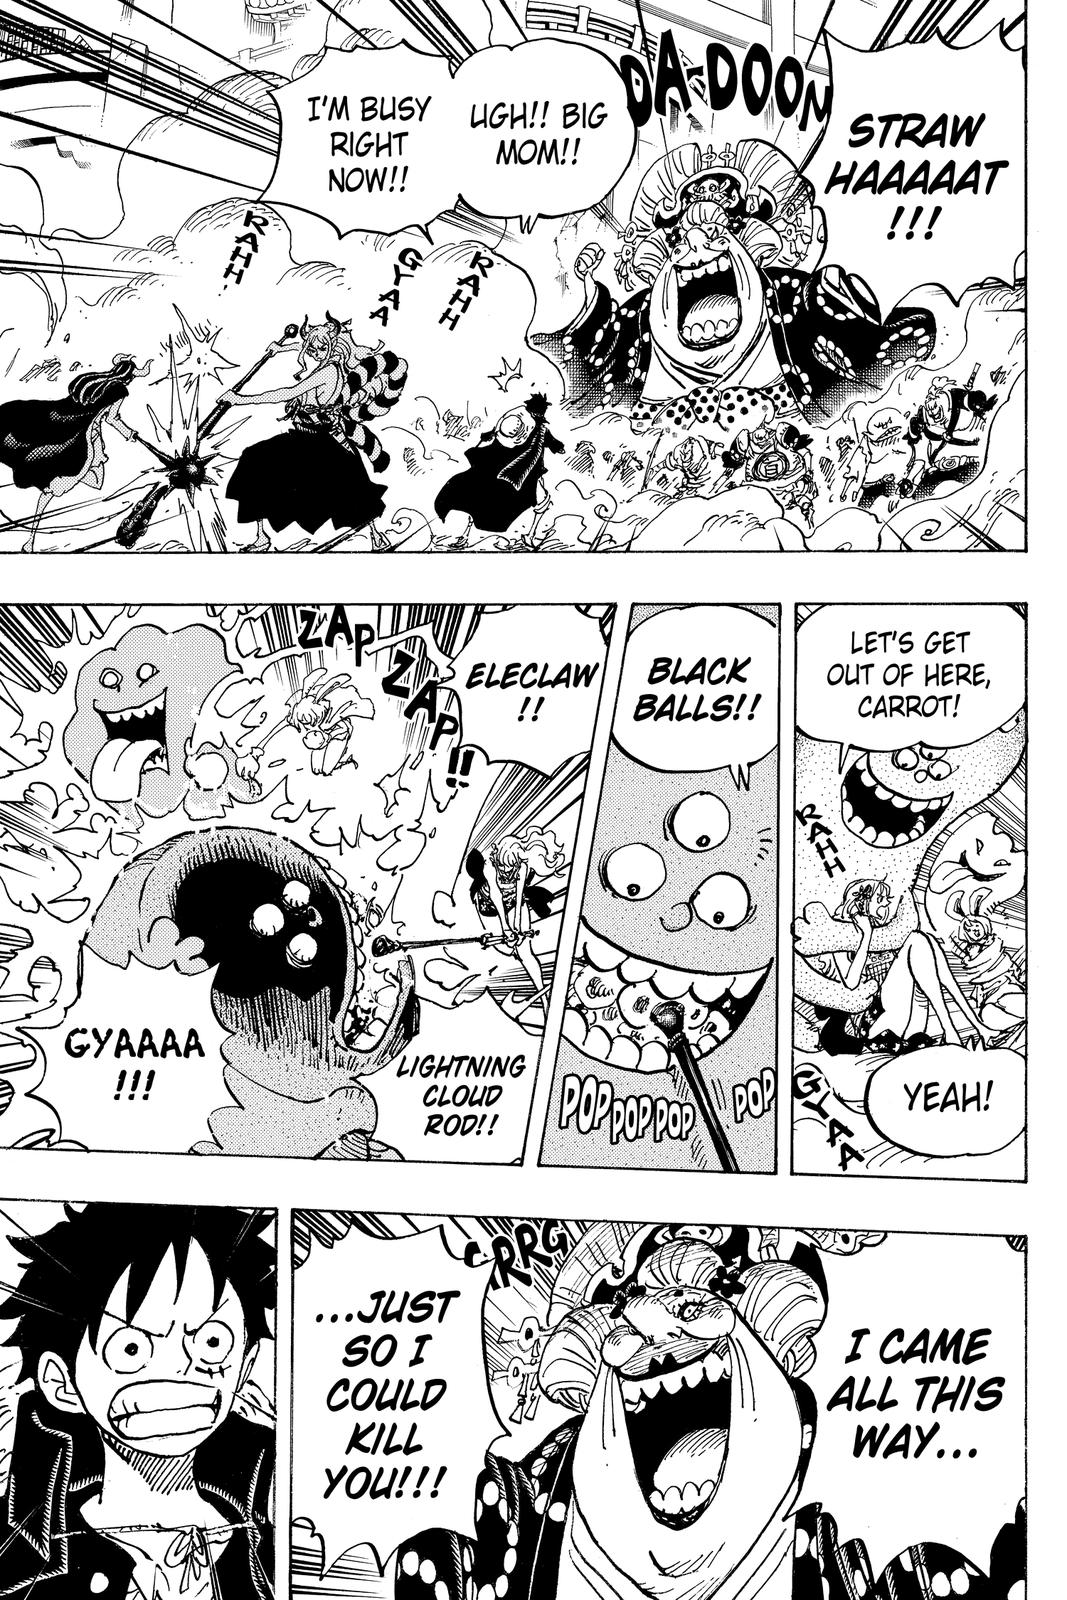 STRAW
HAAAAAT
!!!
DA-DOON
UGH!! BIG
MOM!!
I'M BUSY
RIGHT
NOW!!
RAHH
GYAA
RAHH
LET'S GET
OUT OF HERE,
CARROT!
RAHH
YEAH!
GYAA
BLACK
BALLS!!
POP
POP
POP
POP
ELECLAW
!!
ZAP
ZAP!!
LIGHTNING
CLOUD
ROD!!
GYAAAA
!!!
I CAME
ALL THIS
WAY...
GRRRG
...JUST
SO I
COULD
KILL
YOU!!!